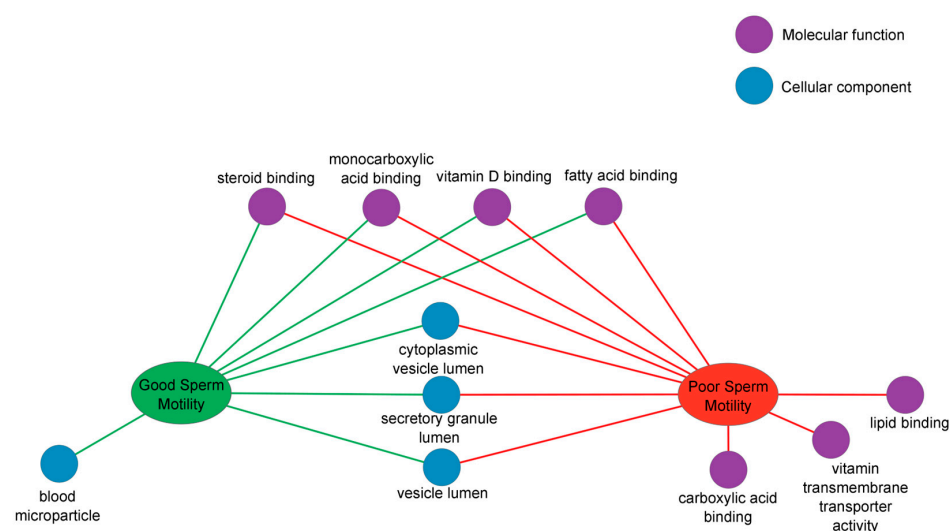 Molecular function
Cellular component
steroid binding
monocarboxylic
acid binding
vitamin D binding
fatty acid binding
cytoplasmic
vesicle lumen
Good Sperm
Motility
secretory granule
lumen
Poor Sperm
Motility
lipid binding
blood
microparticle
vesicle lumen
carboxylic acid
binding
vitamin
transmembrane
transporter
activity